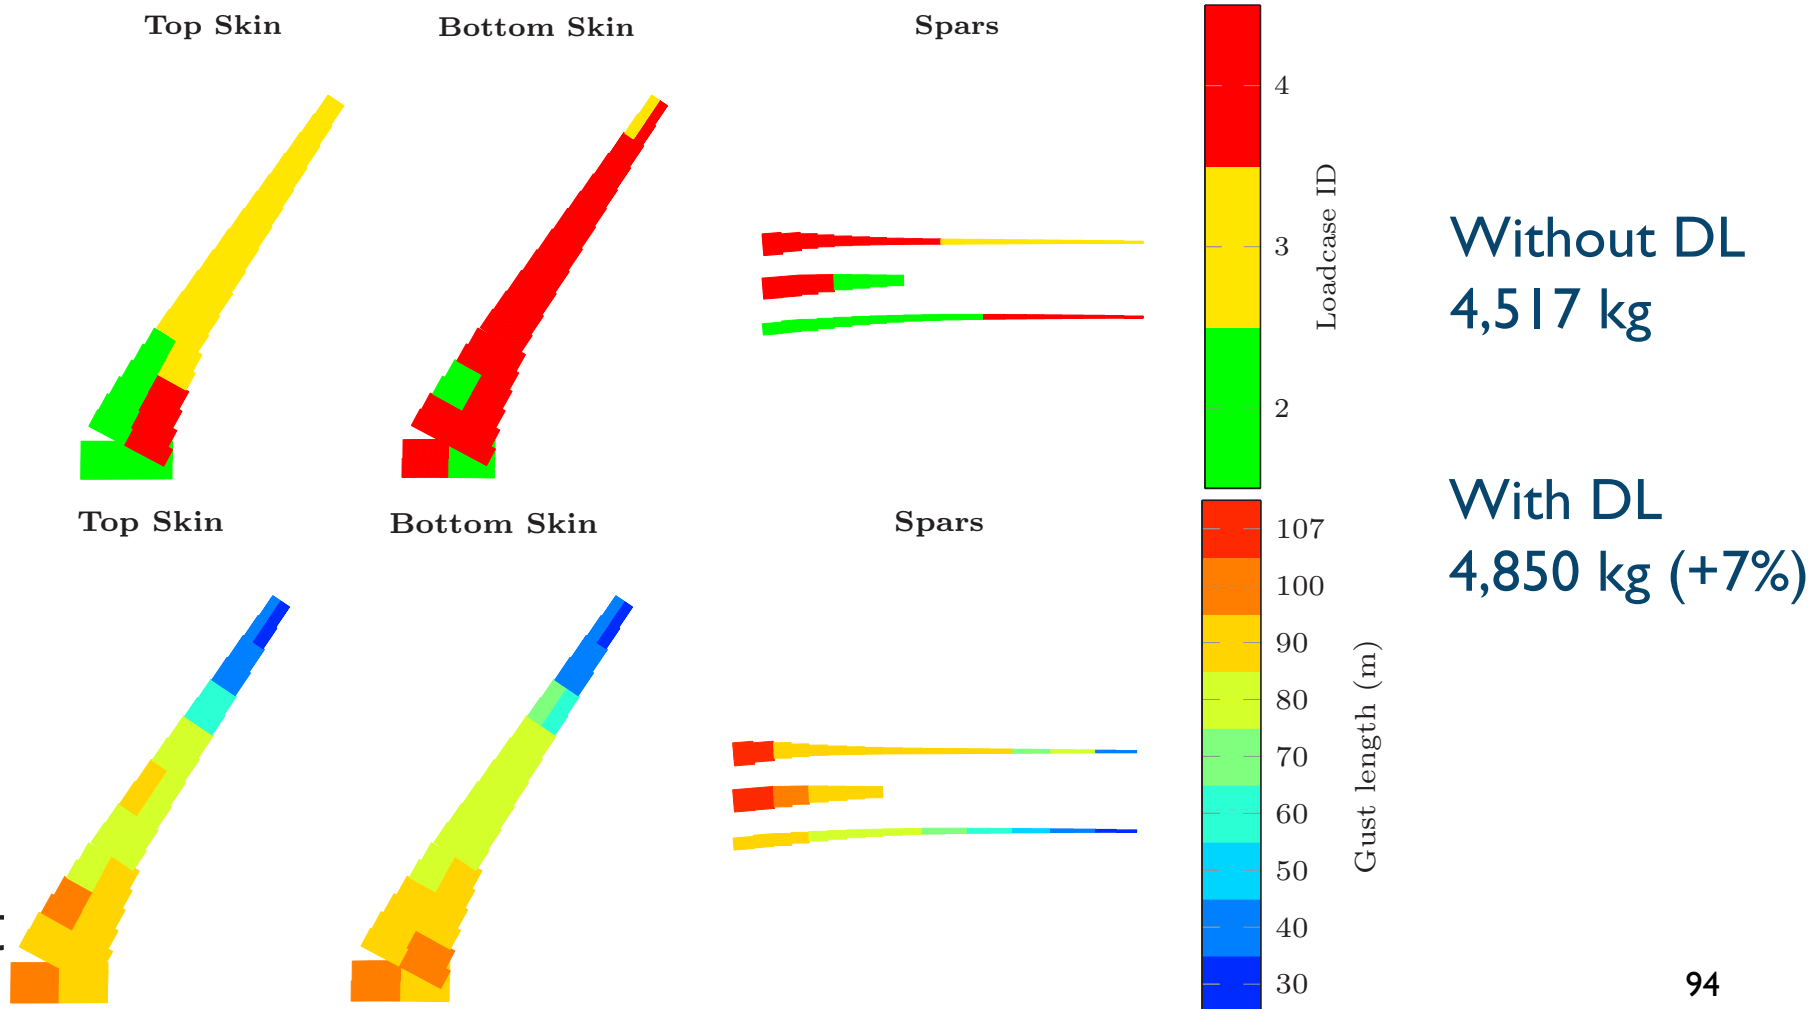 Top Skin
Bottom Skin
Spars
4
3
2
Loadcase ID
Without DL
4,517 kg
With DL
4,850 kg (+7%)
Top Skin
Bottom Skin
Spars
107
100
90
80
70
60
50
40
30
Gust length (m)
94